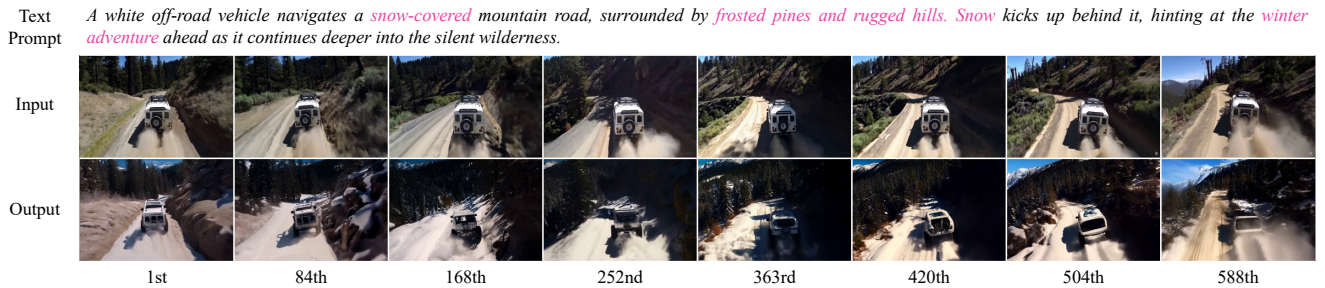 Text Prompt
A white off-road vehicle navigates a snow-covered mountain road, surrounded by frosted pines and rugged hills. Snow kicks up behind it, hinting at the winter
adventure ahead as it continues deeper into the silent wilderness.
Input
Output
1st 84th 168th 252nd 363rd 420th 504th 588th